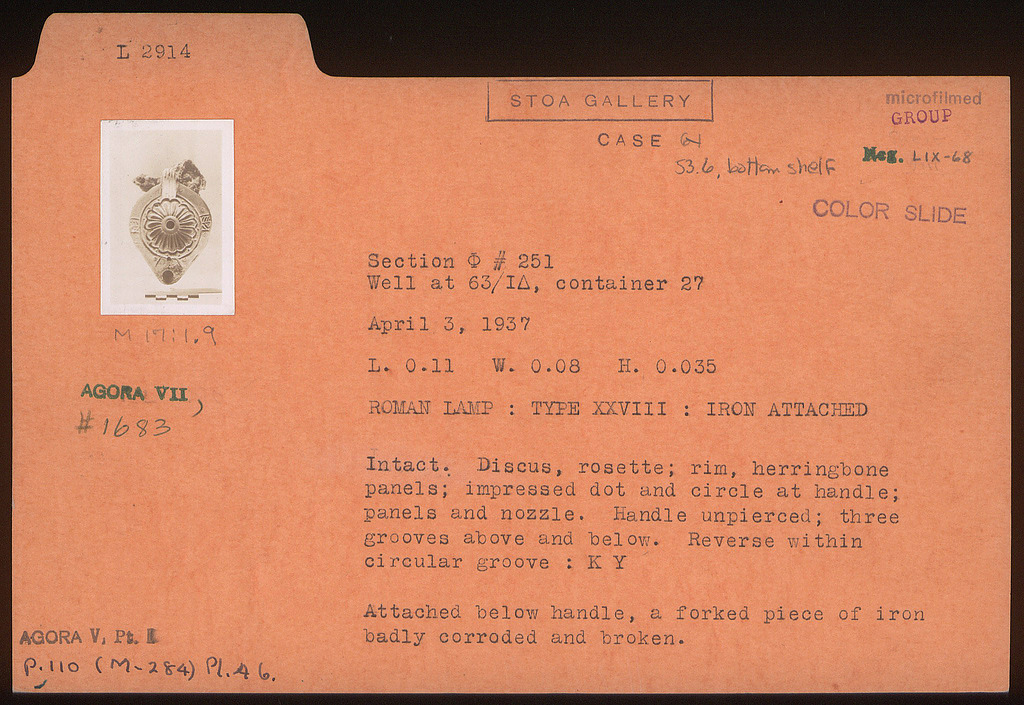 L 2914
STOA GALLERY
CASE
53.6, bottom shelf
microfilmed
GROUP
Neg. LIX-68
COLOR SLIDE
M 17:1.9
AGORA VII,
#1683
Section Φ # 251
Well at 63/ΙΔ, container 27
April 3, 1937
L. 0.11 W. 0.08 H. 0.035
ROMAN LAMP : TYPE XXVIII : IRON ATTACHED
Intact. Discus, rosette; rim, herringbone
panels; impressed dot and circle at handle;
panels and nozzle. Handle unpierced; three
grooves above and below. Reverse within
circular groove : K Y
Attached below handle, a forked piece of iron
badly corroded and broken.
AGORA V, Pt.
P.110 (M-284) Pl.46.